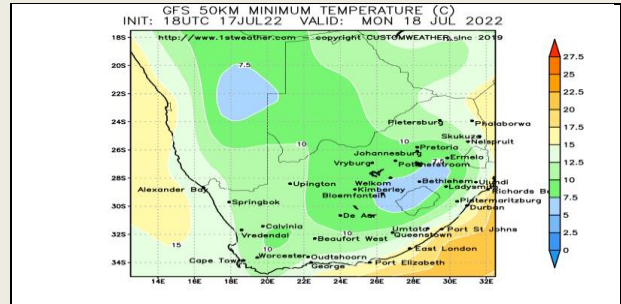 GFS 50KM MINIMUM TEMPERATURE (C)
INIT: 18UTC 17JUL22 VALID: MON 18 JUL 2022
http://www.1stweather.com — copyright CUSTOMWEATHER, Inc 2019
18S
20S
22S
24S
26S
28S
30S
32S
34S
14E
16E
18E
20E
22E
24E
26E
28E
30E
32E
7.5
10
10
7.5
10
10
15
Pietersburg
Phalaborwa
Skukuza
Nelspruit
Pretoria
Johannesburg
Ermelo
Vryburg
Potchefstroom
Welkom
Bethlehem
Ulundi
Kimberley
Ladysmith
Richards Ba
Bloemfontein
Pietermaritzburg
Durban
Alexander Bay
Upington
Springbok
De Aar
Calvinia
Vredendal
Beaufort West
Umtata
Port St Johns
Queenstown
East London
Worcester
Oudtshoorn
Cape Town
George
Port Elizabeth
27.5
25
22.5
20
17.5
15
12.5
10
7.5
5
2.5
0